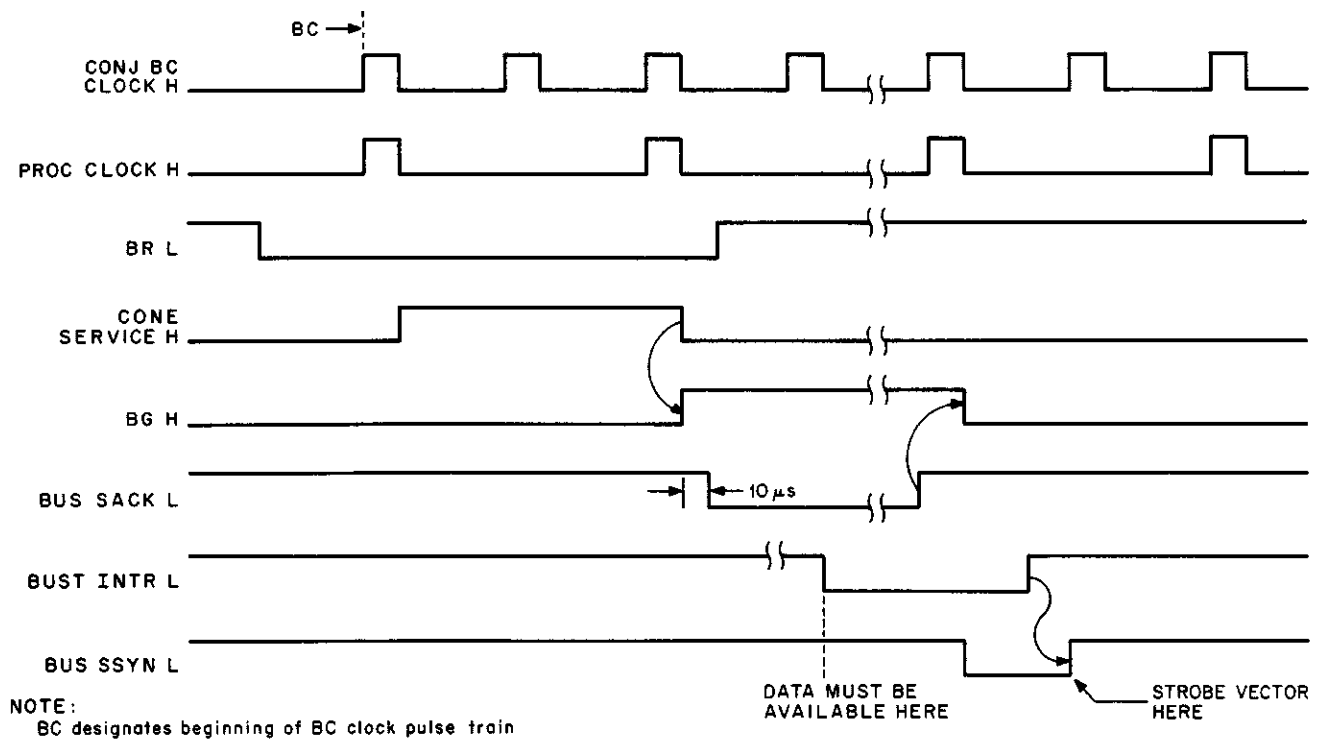 BC
CONJ BC
CLOCK H
PROC CLOCK H
BR L
CONE
SERVICE H
BG H
BUS SACK L
10 μs
BUST INTR L
BUS SSYN L
DATA MUST BE
AVAILABLE HERE
STROBE VECTOR
HERE
NOTE:
BC designates beginning of BC clock pulse train